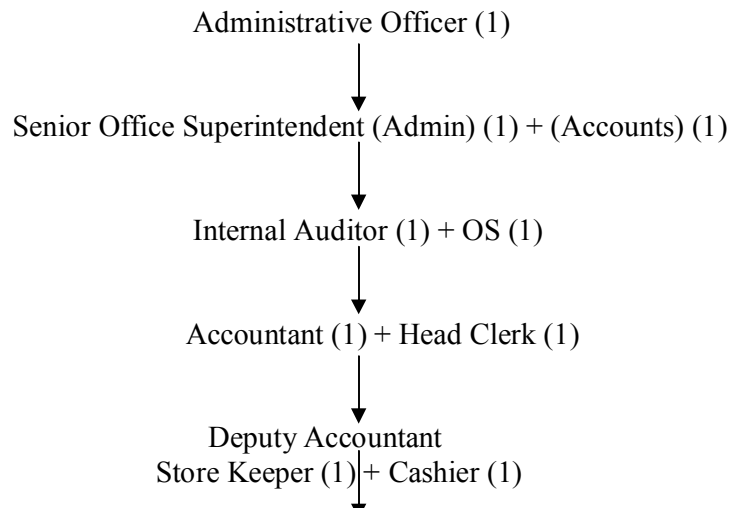 Administrative Officer (1)
Senior Office Superintendent (Admin) (1) + (Accounts) (1)
Internal Auditor (1) + OS (1)
Accountant (1) + Head Clerk (1)
Deputy Accountant
Store Keeper (1) + Cashier (1)